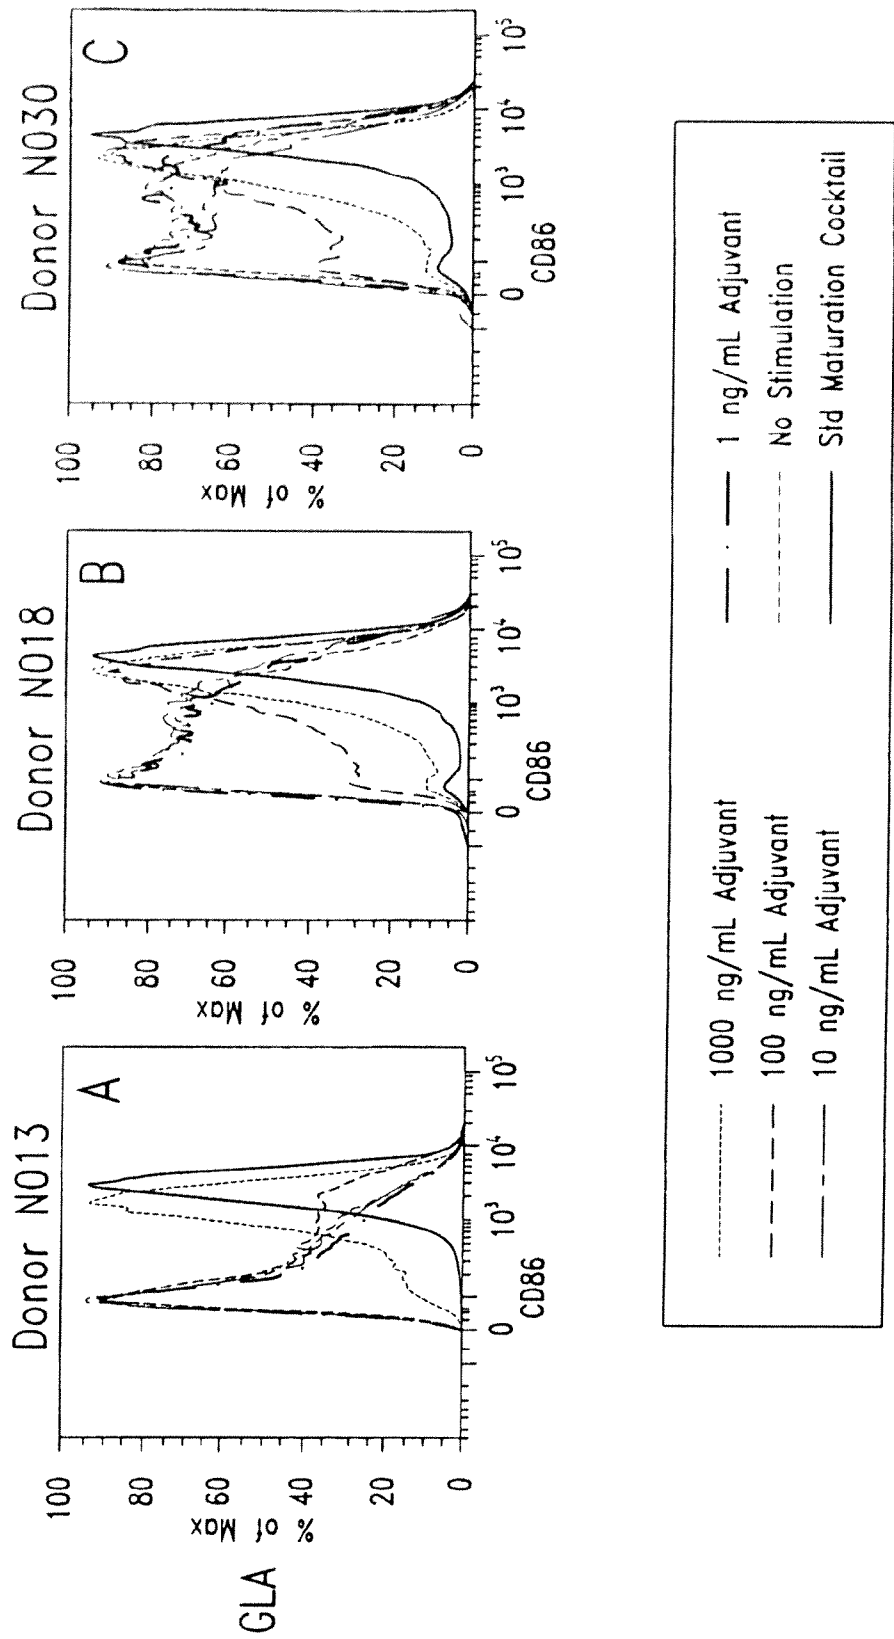 GLA
Donor N013
A
% of Max
100
80
60
40
20
0
0
10³
10⁴
10⁵
CD86
Donor N018
B
% of Max
100
80
60
40
20
0
0
10³
10⁴
10⁵
CD86
Donor N030
C
% of Max
100
80
60
40
20
0
0
10³
10⁴
10⁵
CD86
1000 ng/mL Adjuvant
100 ng/mL Adjuvant
10 ng/mL Adjuvant
1 ng/mL Adjuvant
No Stimulation
Std Maturation Cocktail